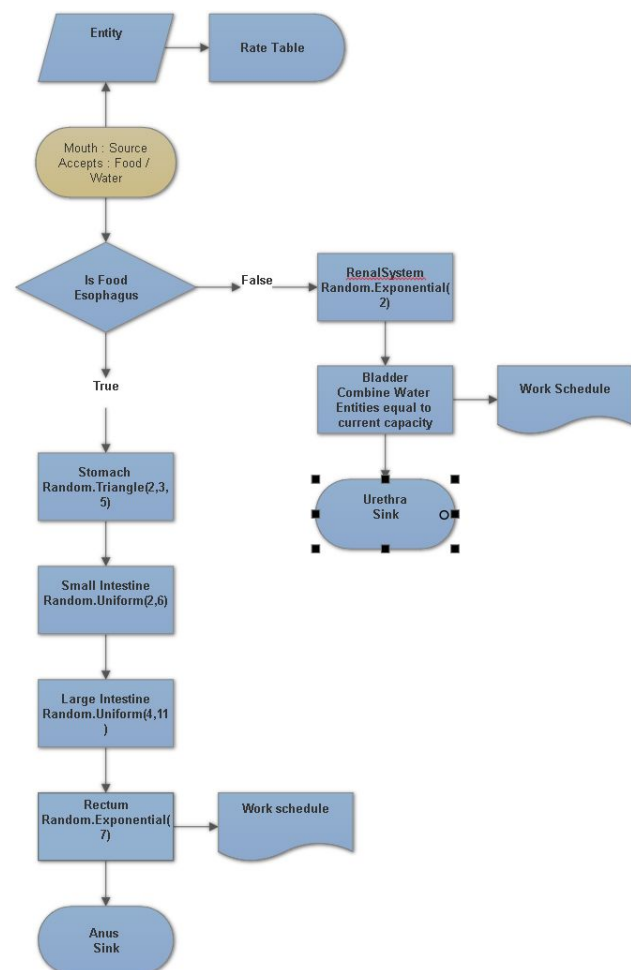 Entity
Rate Table
Mouth : Source
Accepts : Food /
Water
Is Food
Esophagus
False
RenalSystem
Random.Exponential(
2)
True
Bladder
Combine Water
Entities equal to
current capacity
Work Schedule
Stomach
Random.Triangle(2,3,
5)
Urethra
Sink
Small Intestine
Random.Uniform(2,6)
Large Intestine
Random.Uniform(4,11
)
Rectum
Random.Exponential(
7)
Work schedule
Anus
Sink